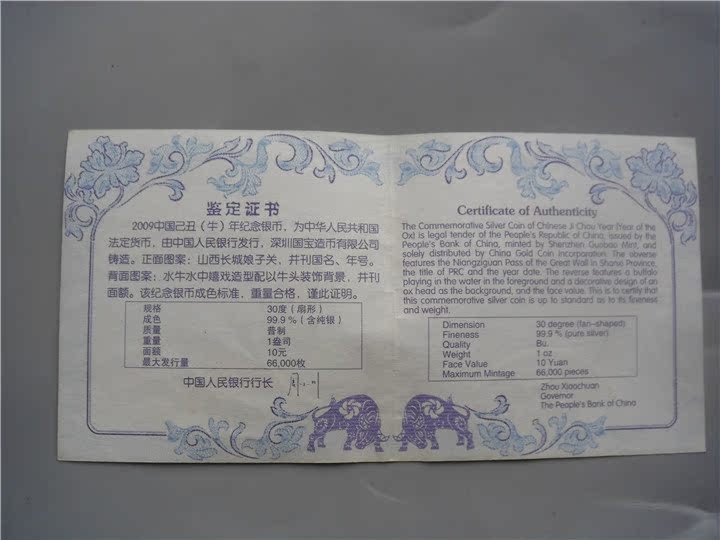 鉴定证书
2009中国己丑（牛）年纪念银币，为中华人民共和国
法定货币，由中国人民银行发行，深圳国宝造币有限公司
铸造。正面图案：山西长城娘子关，并刊国名、年号。
背面图案：水牛水中嬉戏造型配以牛头装饰背景，并刊
面额。该纪念银币成色标准，重量合格，谨此证明。
规格 30度（扇形）
成色 99.9%（含纯银）
质量 普制
重量 1盎司
面额 10元
最大发行量 66,000枚
中国人民银行行长
Certificate of Authenticity
The Commemorative Silver Coin of Chinese Ji Chou Year (Year of the
Ox) is legal tender of the People's Republic of China, issued by the
People's Bank of China, minted by Shenzhen Guobao Mint, and
solely distributed by China Gold Coin Incorporation. The obverse
features the Niangziguan Pass of the Great Wall in Shanxi Province,
the title of PRC and the year date. The reverse features a buffalo
playing in the water in the foreground and a decorative design of an
ox head as the background, and the face value. This is to certify that
this commemorative silver coin is up to standard as to its fineness
and weight.
Dimension 30 degree (fan-shaped)
Fineness 99.9% (pure silver)
Quality Bu.
Weight 1 oz
Face Value 10 Yuan
Maximum Mintage 66,000 pieces
Zhou Xiaochuan
Governor
The People's Bank of China